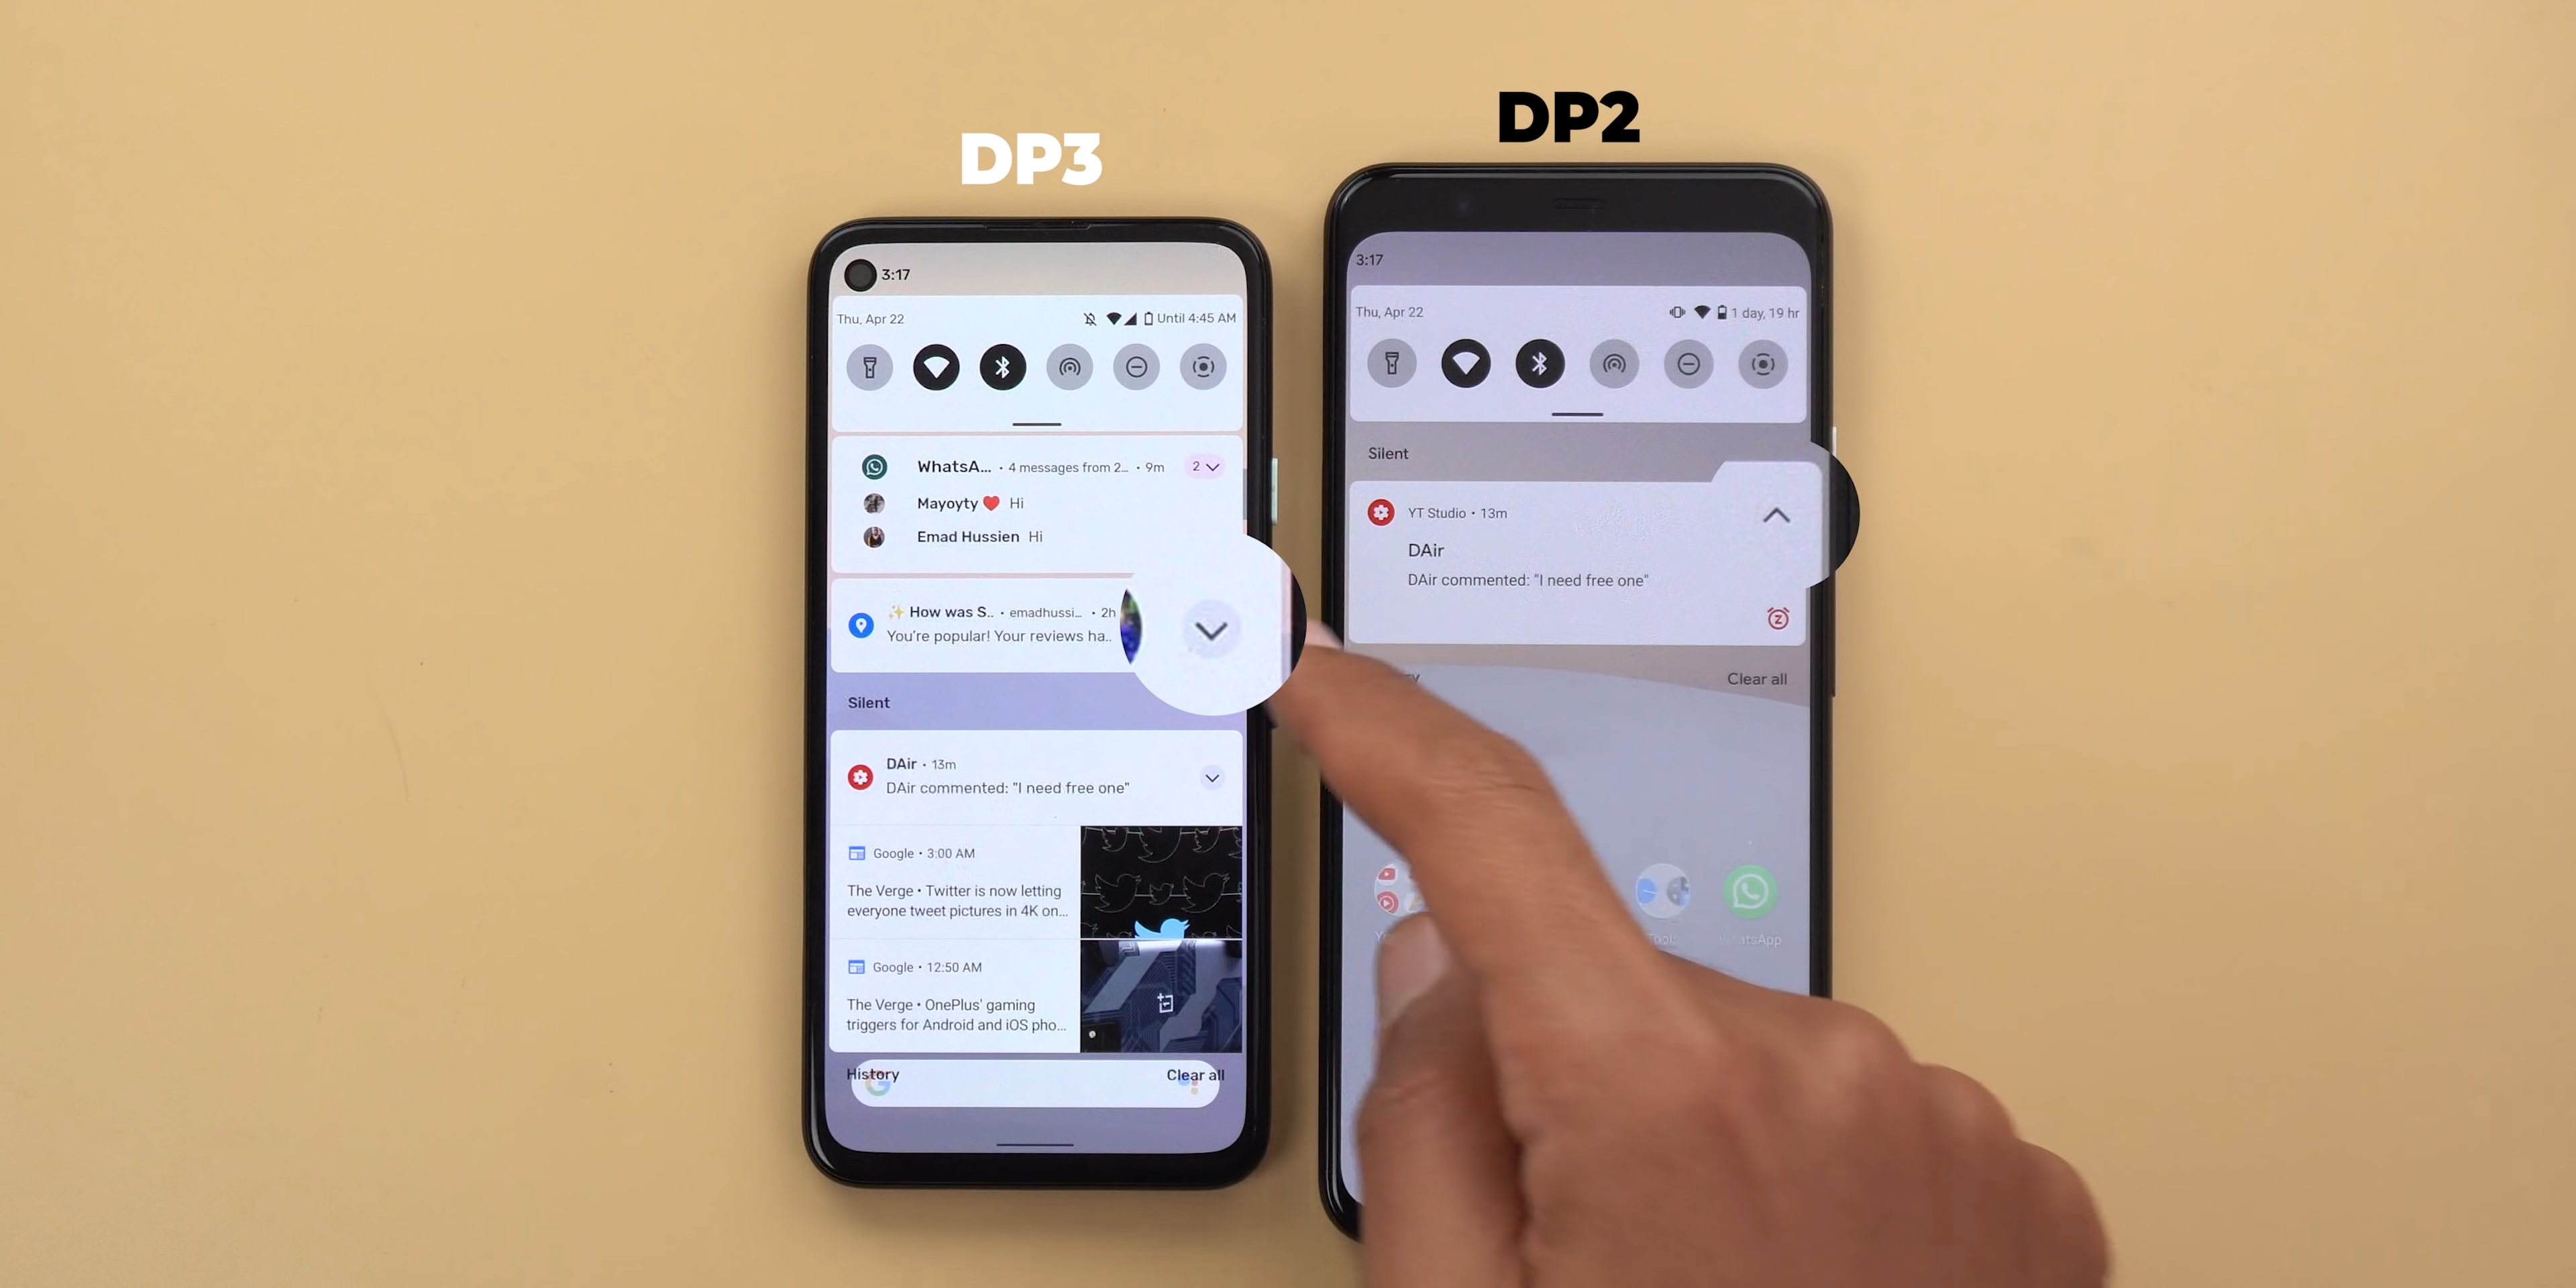 DP3
DP2
3:17
Thu, Apr 22
Until 4:45 AM
WhatsA... • 4 messages from 2... • 9m
2
Mayoyty ❤️ Hi
Emad Hussien Hi
✨ How was S.. • emadhussi... • 2h
You're popular! Your reviews ha..
Silent
DAir • 13m
DAir commented: "I need free one"
Google • 3:00 AM
The Verge • Twitter is now letting
everyone tweet pictures in 4K on...
Google • 12:50 AM
The Verge • OnePlus' gaming
triggers for Android and iOS pho...
History
Clear all
3:17
Thu, Apr 22
1 day, 19 hr
Silent
YT Studio • 13m
DAir
DAir commented: "I need free one"
Clear all
WhatsApp